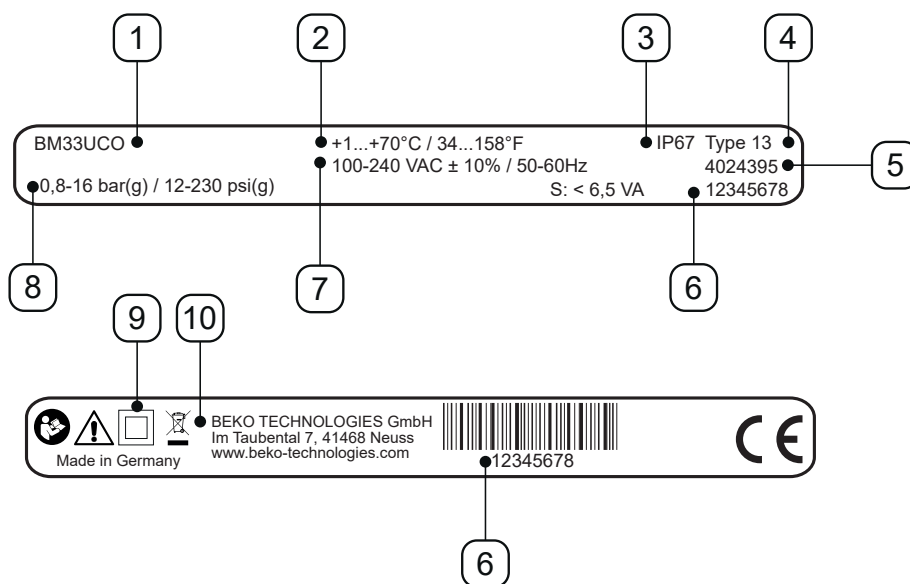 1 2 3 4
BM33UCO +1...+70°C / 34...158°F IP67 Type 13
100-240 VAC ± 10% / 50-60Hz 4024395 5
0,8-16 bar(g) / 12-230 psi(g) S: < 6,5 VA 12345678
8 7 6
9 10
BEKO TECHNOLOGIES GmbH
Im Taubental 7, 41468 Neuss
www.beko-technologies.com
Made in Germany 12345678
CE
6